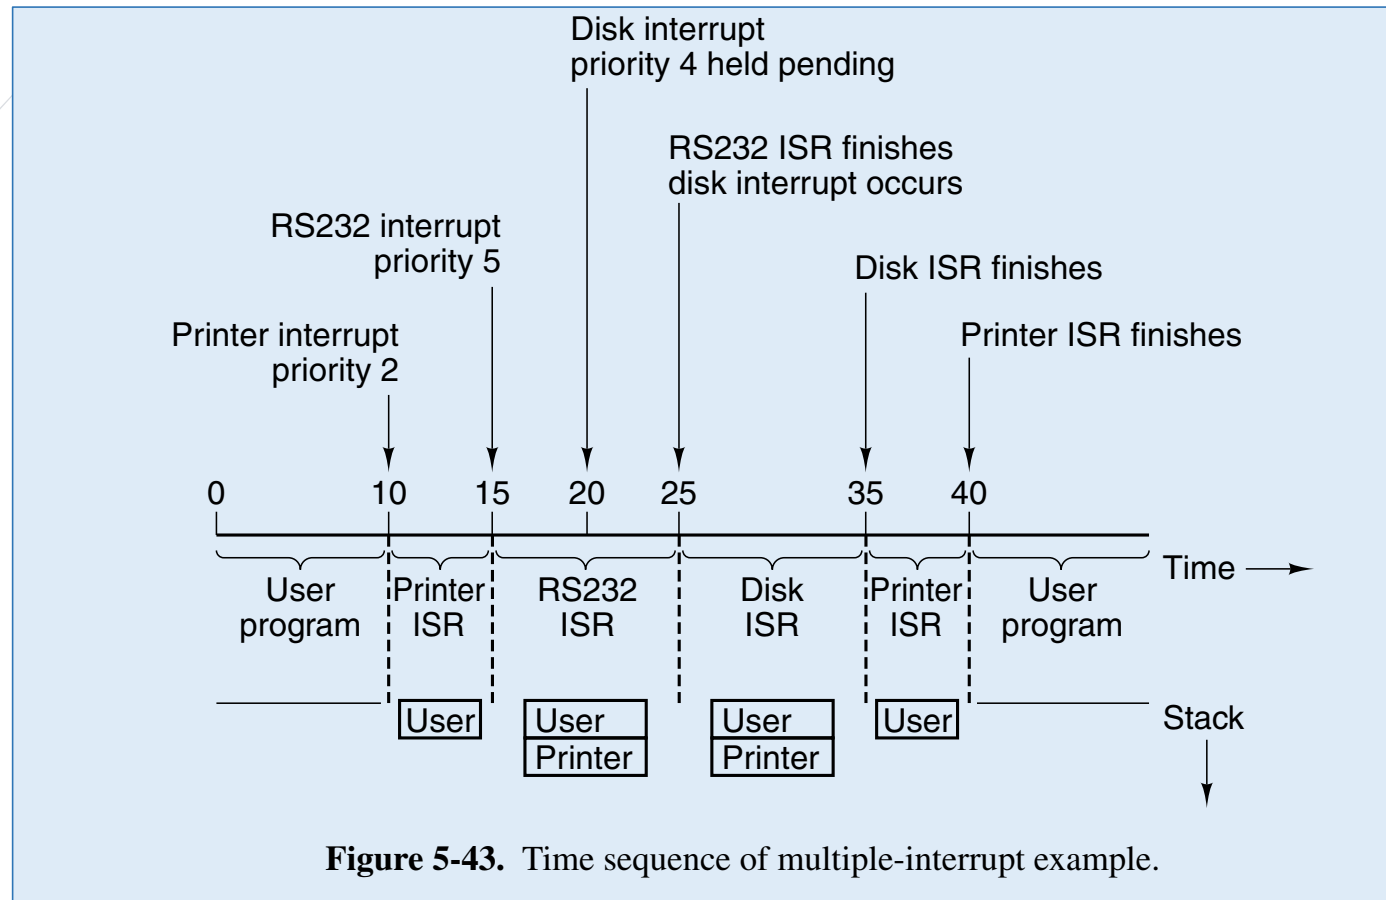 Disk interrupt
priority 4 held pending
RS232 ISR finishes
disk interrupt occurs
RS232 interrupt
priority 5
Disk ISR finishes
Printer interrupt
priority 2
Printer ISR finishes
0 10 15 20 25 35 40
User program
Printer ISR
RS232 ISR
Disk ISR
Printer ISR
User program
Time
User
User
Printer
User
Printer
User
Stack
Figure 5-43. Time sequence of multiple-interrupt example.